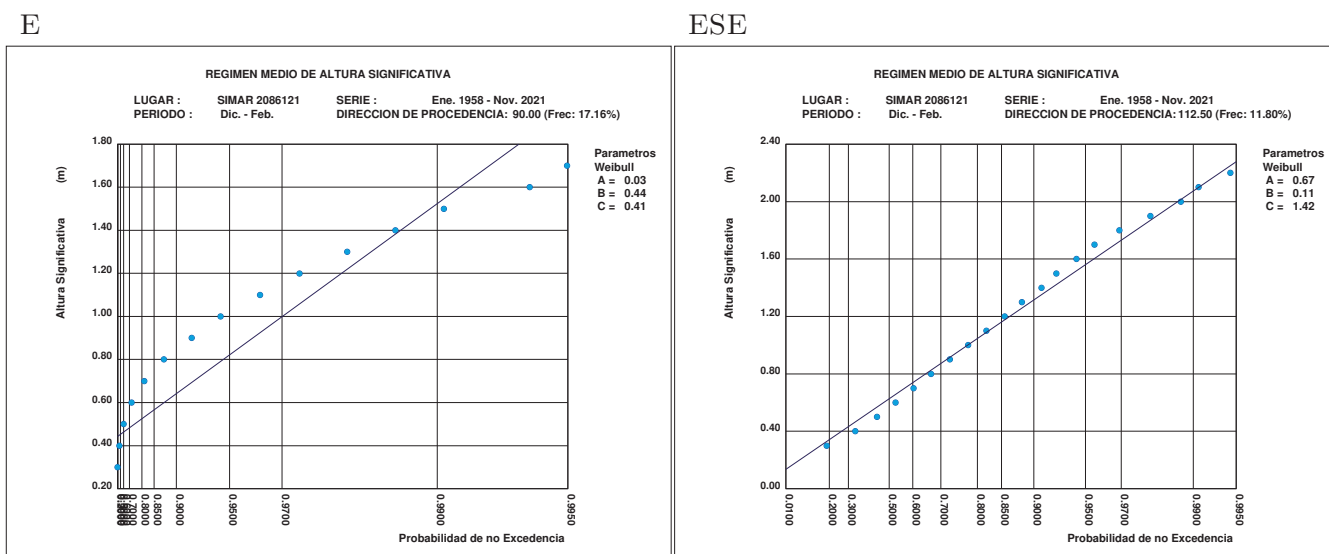 E
REGIMEN MEDIO DE ALTURA SIGNIFICATIVA
LUGAR : SIMAR 2086121 SERIE : Ene. 1958 - Nov. 2021
PERIODO : Dic. - Feb. DIRECCION DE PROCEDENCIA: 90.00 (Frec: 17.16%)
Parametros
Weibull
A = 0.03
B = 0.44
C = 0.41
Altura Significativa (m)
1.80
1.60
1.40
1.20
1.00
0.80
0.60
0.40
0.20
0.7000
0.8000
0.8500
0.9000
0.9500
0.9700
0.9900
0.9950
Probabilidad de no Excedencia
ESE
REGIMEN MEDIO DE ALTURA SIGNIFICATIVA
LUGAR : SIMAR 2086121 SERIE : Ene. 1958 - Nov. 2021
PERIODO : Dic. - Feb. DIRECCION DE PROCEDENCIA: 112.50 (Frec: 11.80%)
Parametros
Weibull
A = 0.67
B = 0.11
C = 1.42
Altura Significativa (m)
2.40
2.00
1.60
1.20
0.80
0.40
0.00
0.0100
0.2000
0.3000
0.5000
0.6000
0.7000
0.8000
0.8500
0.9000
0.9500
0.9700
0.9900
0.9950
Probabilidad de no Excedencia